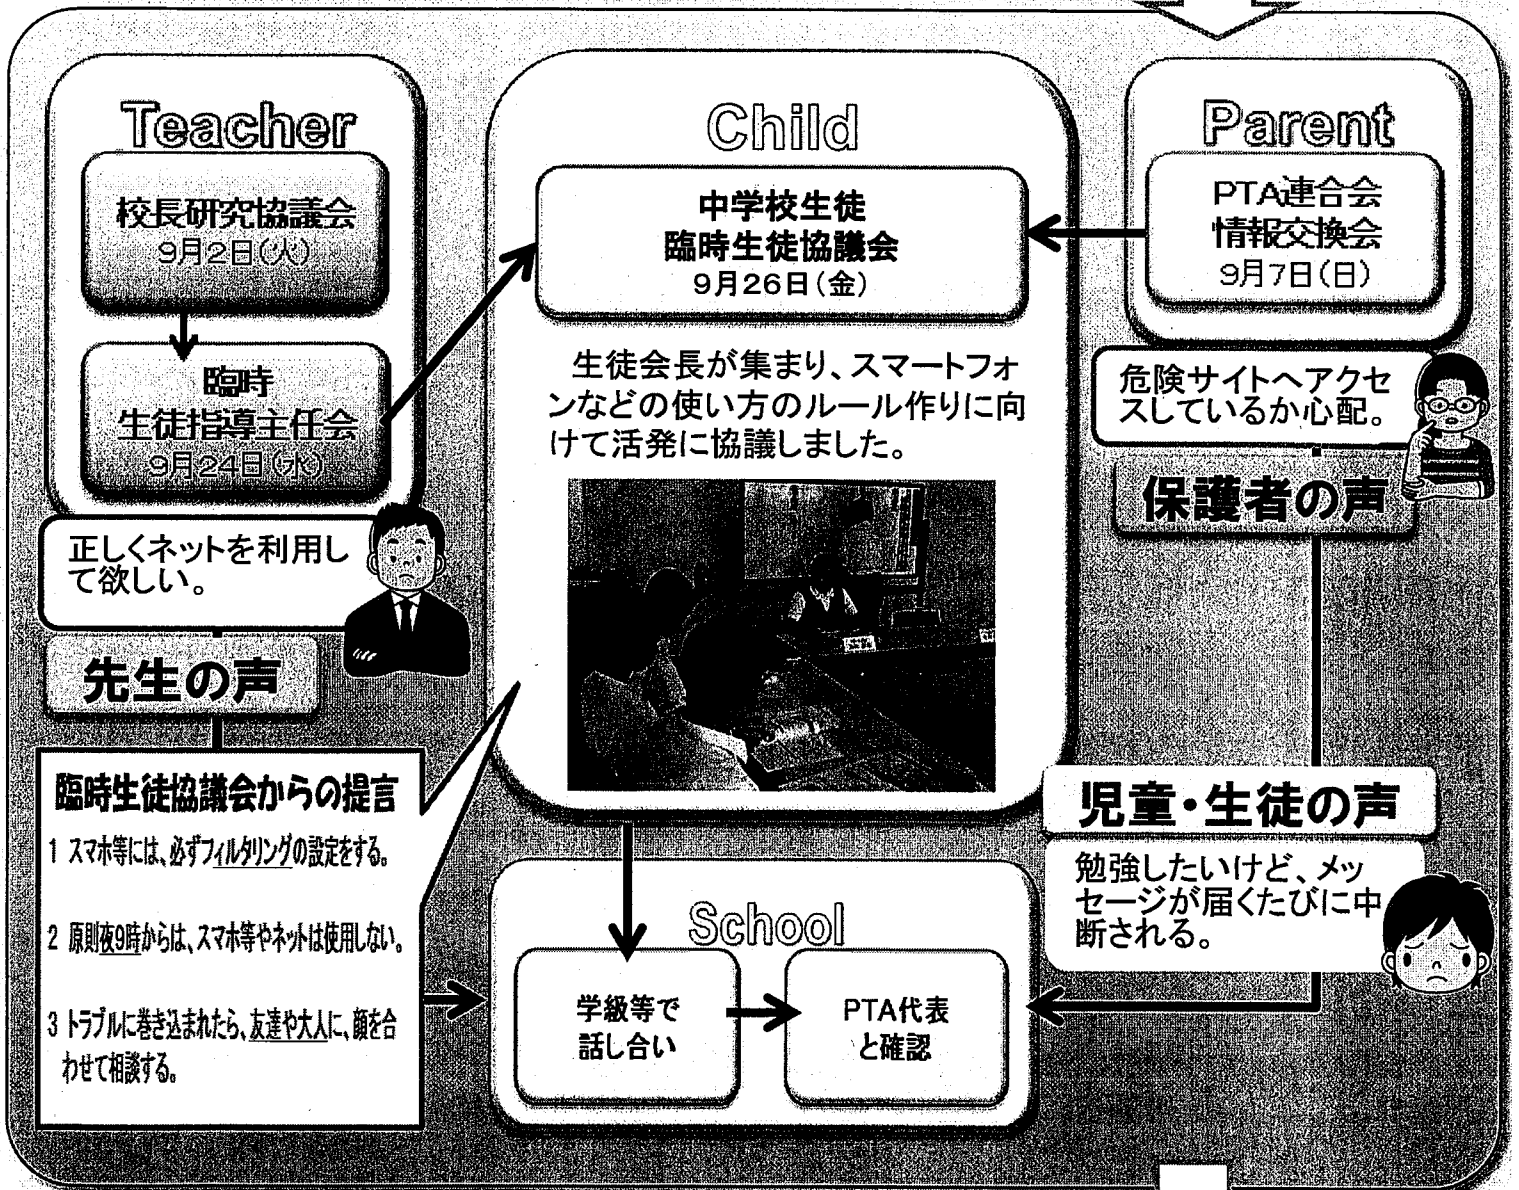 Teacher
校長研究協議会
9月2日(火)
臨時
生徒指導主任会
9月24日(水)
正しくネットを利用し
て欲しい。
先生の声
臨時生徒協議会からの提言
1 スマホ等には、必ずフィルタリングの設定をする。
2 原則夜9時からは、スマホ等やネットは使用しない。
3 トラブルに巻き込まれたら、友達や大人に、顔を合
わせて相談する。
Child
中学校生徒
臨時生徒協議会
9月26日(金)
生徒会長が集まり、スマートフォ
ンなどの使い方のルール作りに向
けて活発に協議しました。
School
学級等で
話し合い
PTA代表
と確認
Parent
PTA連合会
情報交換会
9月7日(日)
危険サイトへアクセ
スしているか心配。
保護者の声
児童・生徒の声
勉強したいけど、メッ
セージが届くたびに中
断される。